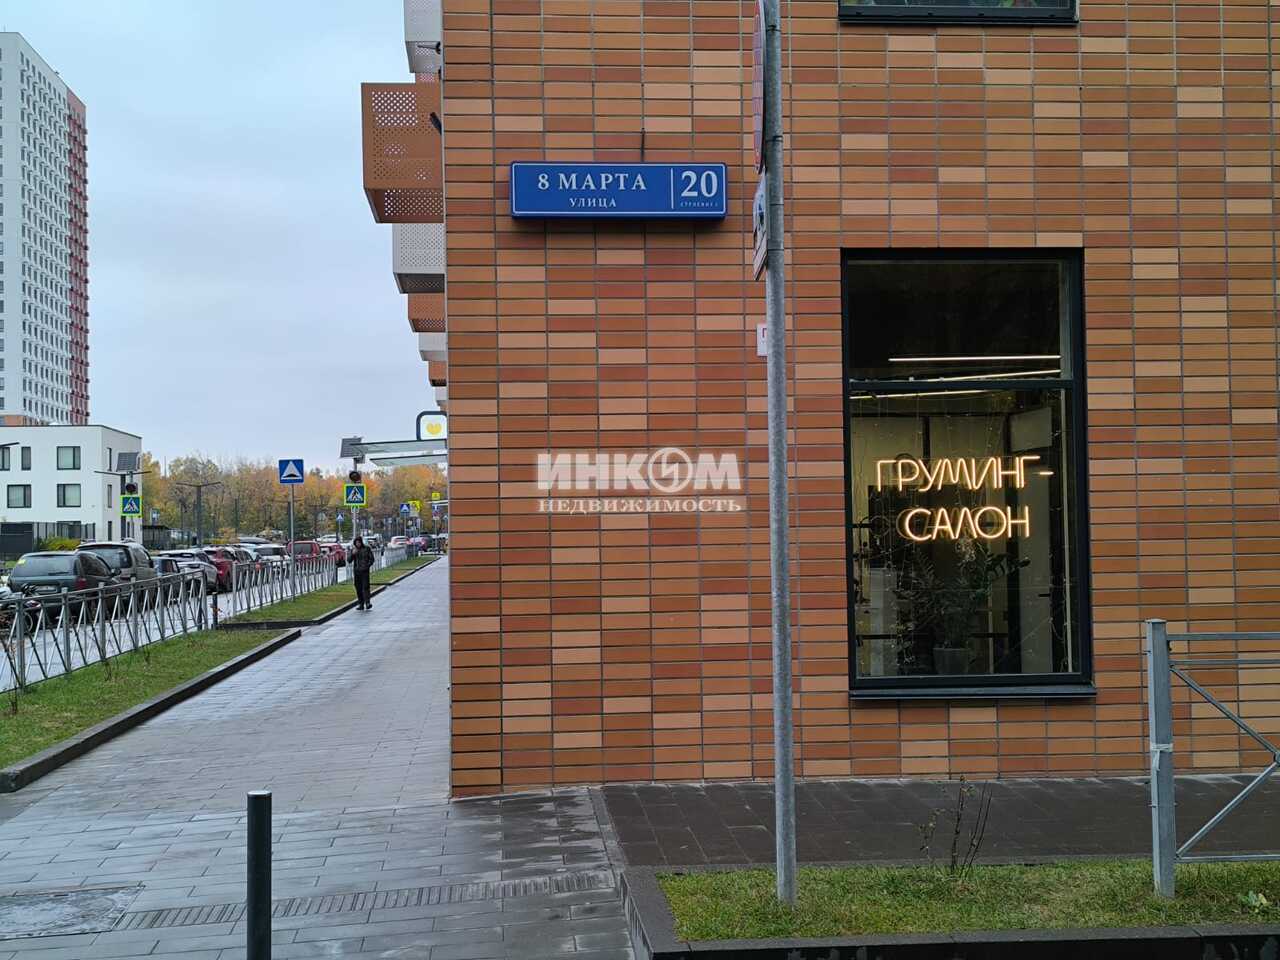 8 МАРТА
УЛИЦА
20
ИНКОМ
НЕДВИЖИМОСТЬ
ГРУМИНГ-
САЛОН